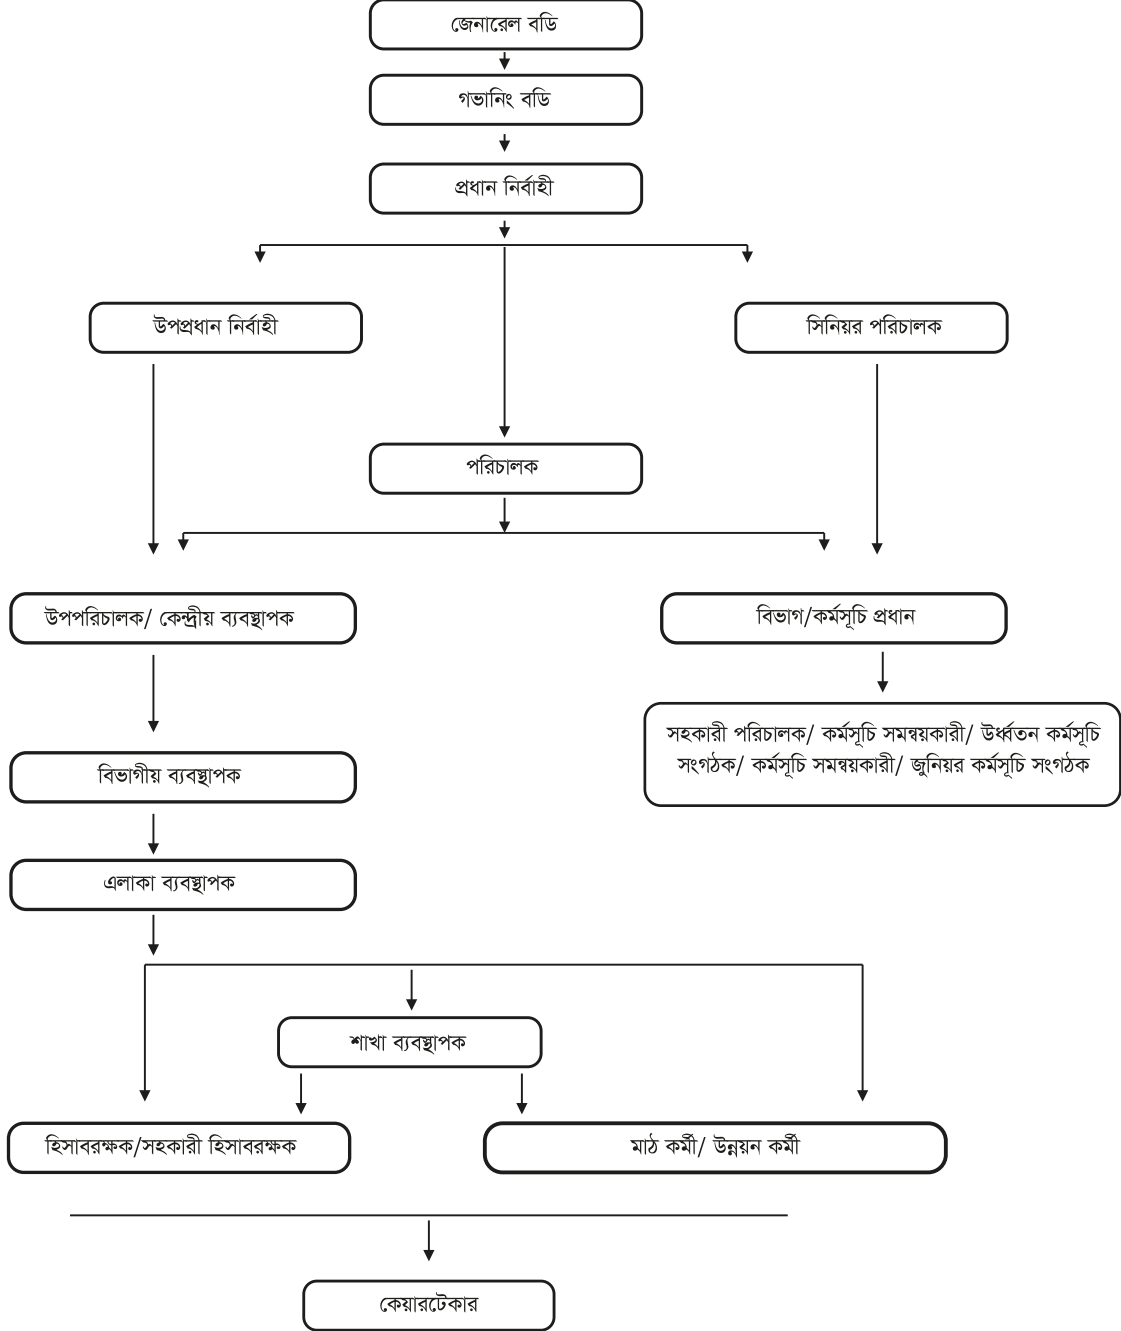 জেনারেল বডি
গভানিং বডি
প্রধান নির্বাহী
উপপ্রধান নির্বাহী
সিনিয়র পরিচালক
পরিচালক
উপপরিচালক/ কেন্দ্রীয় ব্যবস্থাপক
বিভাগ/কর্মসূচি প্রধান
সহকারী পরিচালক/ কর্মসূচি সমন্বয়কারী/ উর্ধ্বতন কর্মসূচি
সংগঠক/ কর্মসূচি সমন্বয়কারী/ জুনিয়র কর্মসূচি সংগঠক
বিভাগীয় ব্যবস্থাপক
এলাকা ব্যবস্থাপক
শাখা ব্যবস্থাপক
হিসাবরক্ষক/সহকারী হিসাবরক্ষক
মাঠ কর্মী/ উন্নয়ন কর্মী
কেয়ারটেকার